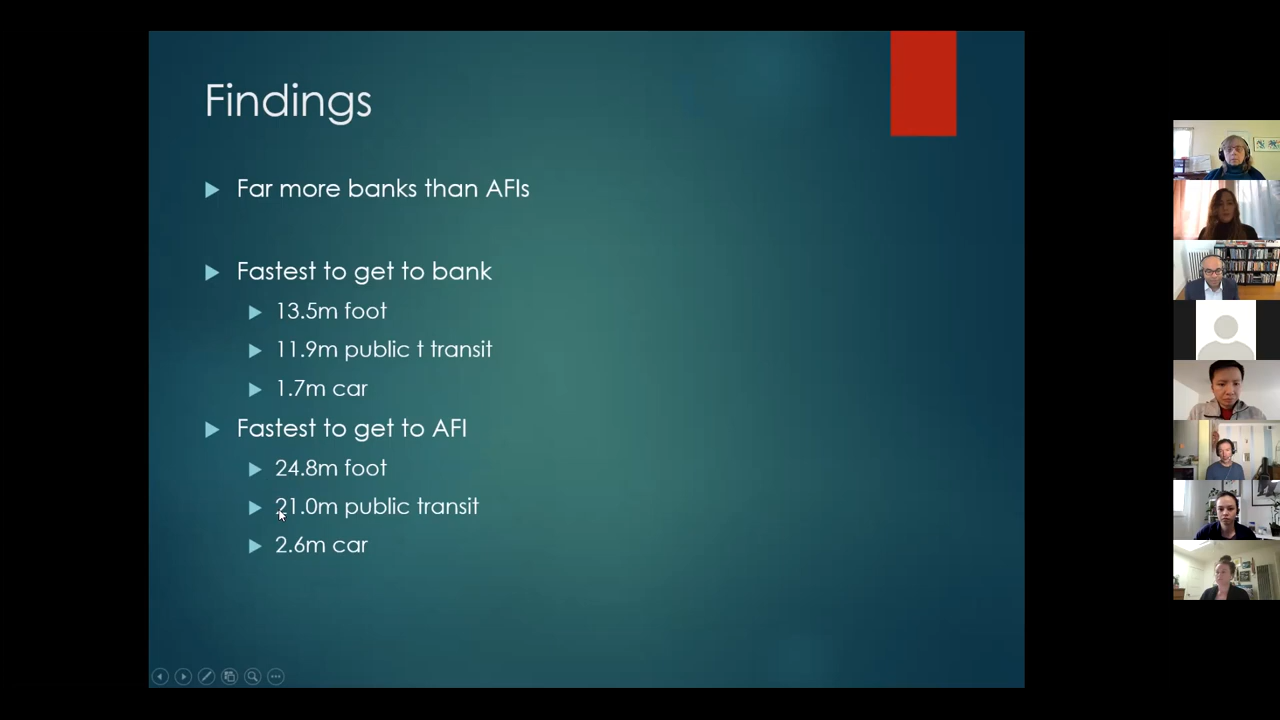 Findings
Far more banks than AFIs
Fastest to get to bank
13.5m foot
11.9m public t transit
1.7m car
Fastest to get to AFI
24.8m foot
21.0m public transit
2.6m car